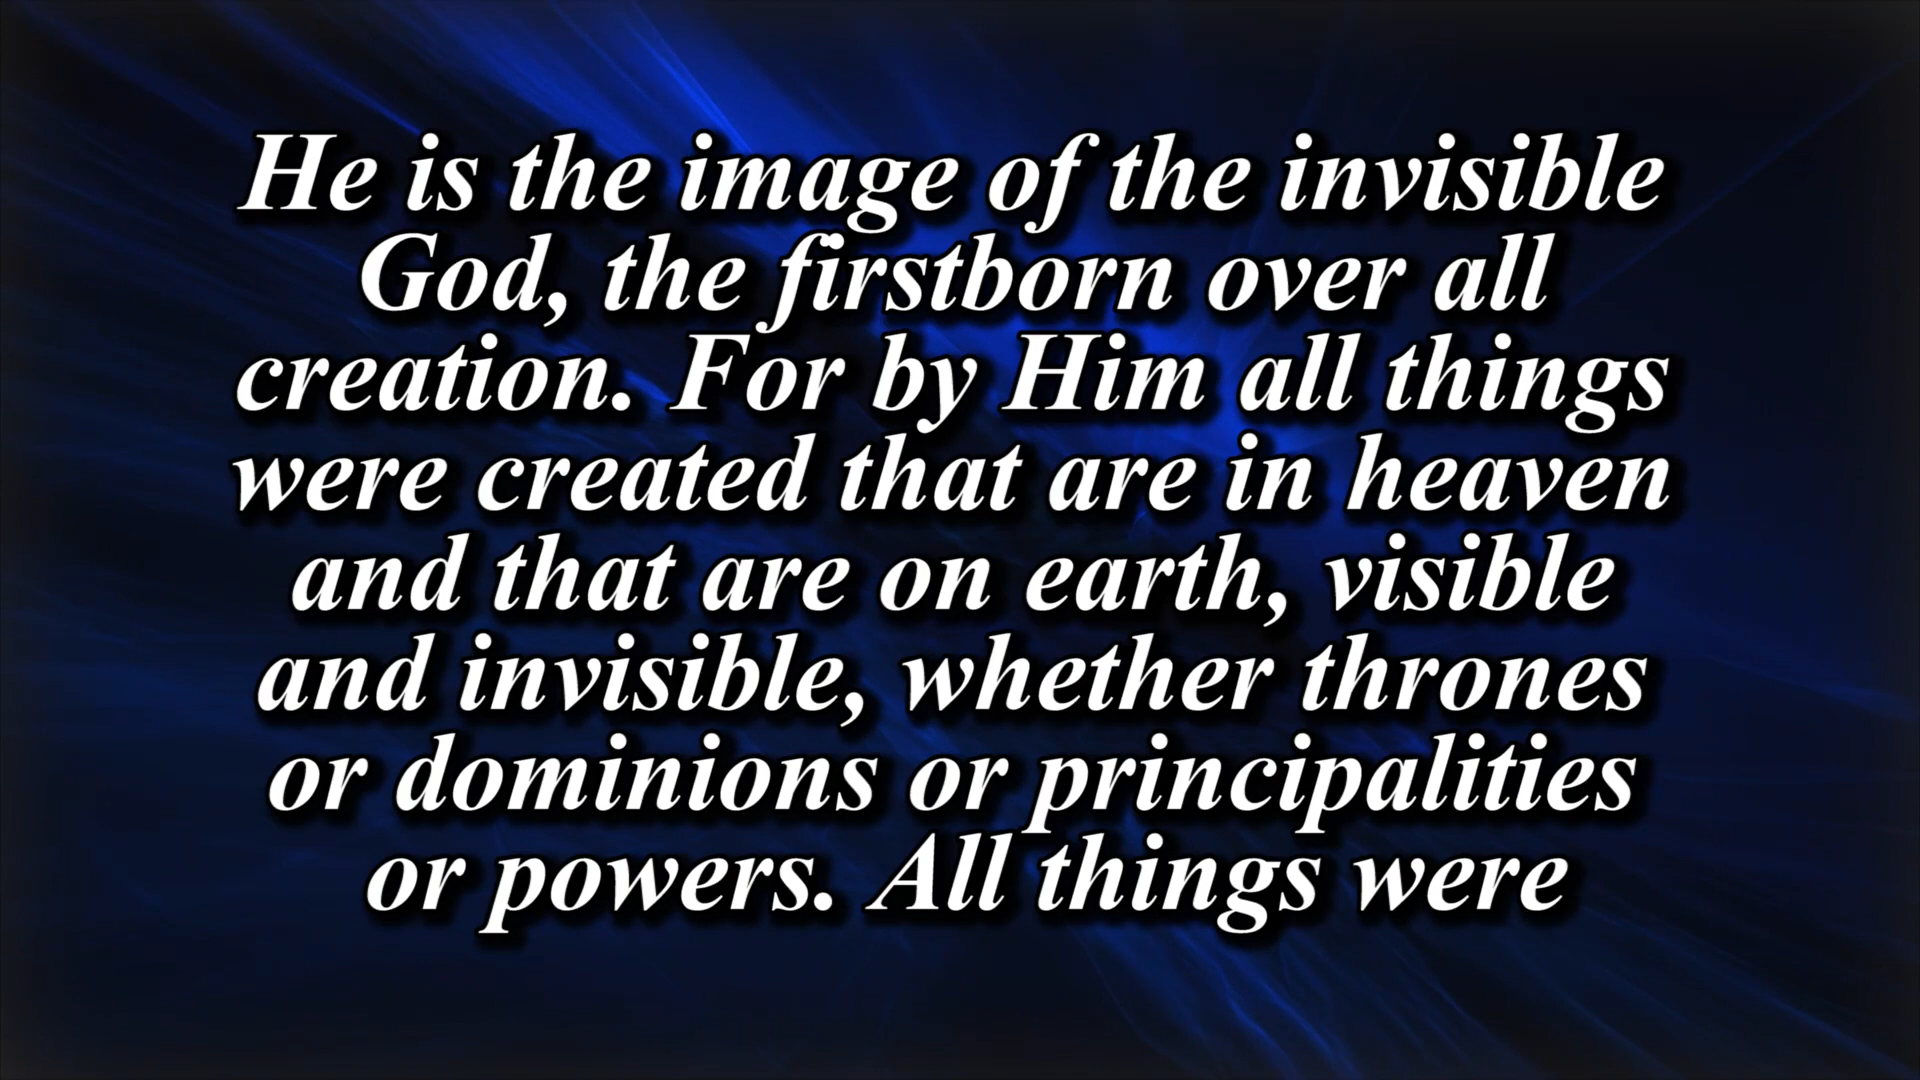 He is the image of the invisible
God, the firstborn over all
creation. For by Him all things
were created that are in heaven
and that are on earth, visible
and invisible, whether thrones
or dominions or principalities
or powers. All things were